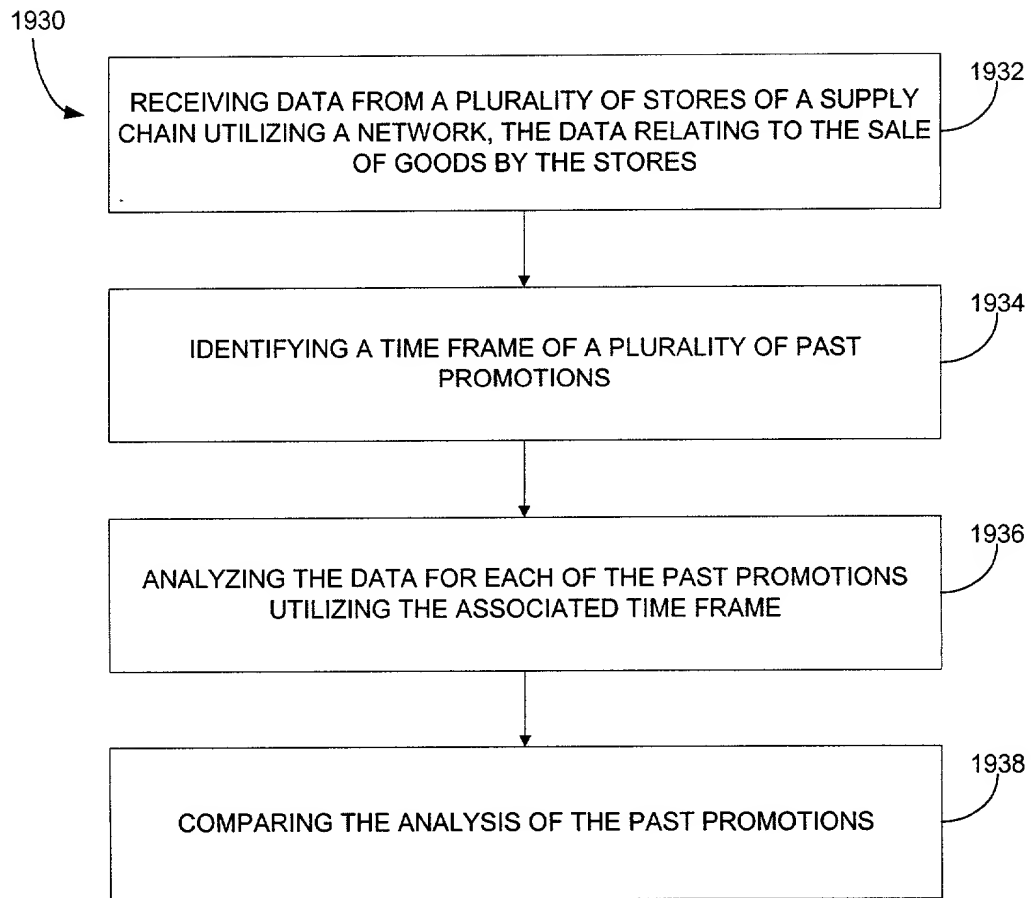 1930
1932
RECEIVING DATA FROM A PLURALITY OF STORES OF A SUPPLY
CHAIN UTILIZING A NETWORK, THE DATA RELATING TO THE SALE
OF GOODS BY THE STORES
1934
IDENTIFYING A TIME FRAME OF A PLURALITY OF PAST
PROMOTIONS
1936
ANALYZING THE DATA FOR EACH OF THE PAST PROMOTIONS
UTILIZING THE ASSOCIATED TIME FRAME
1938
COMPARING THE ANALYSIS OF THE PAST PROMOTIONS